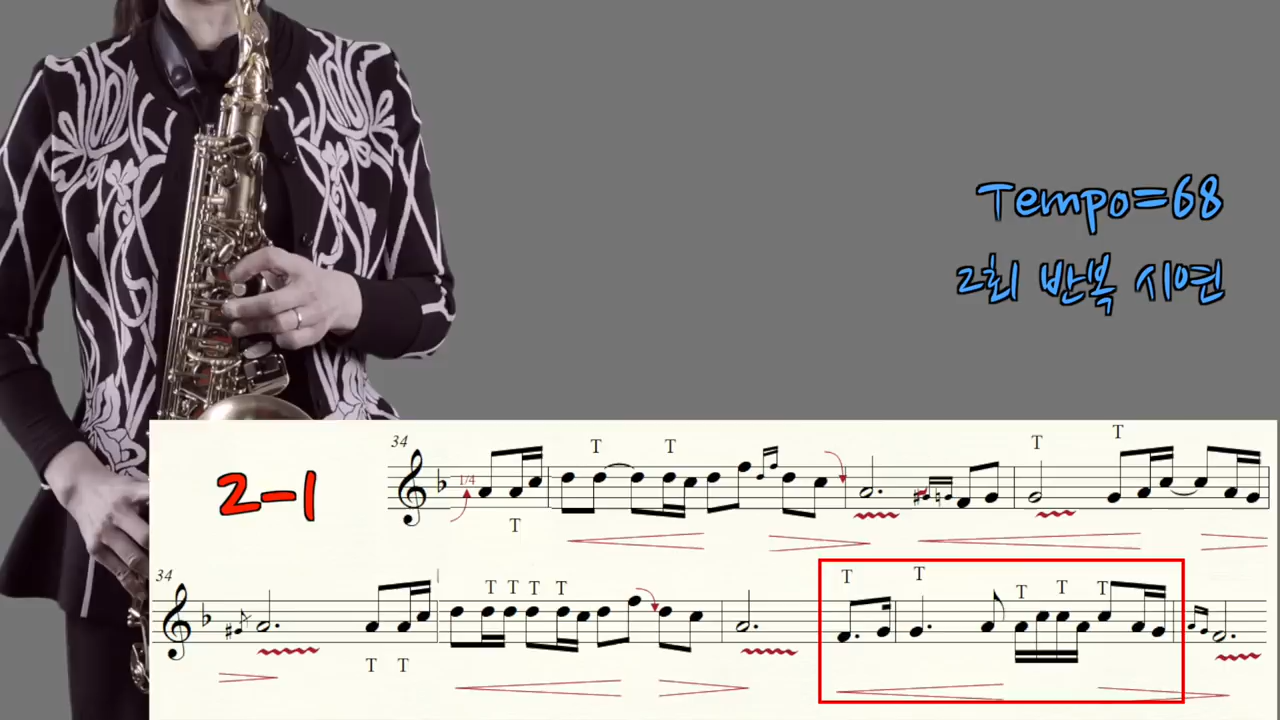 Tempo=68
2회 반복 시연
2-1
34
1/4
T T T T T
34
T T T T T T
T T T T T